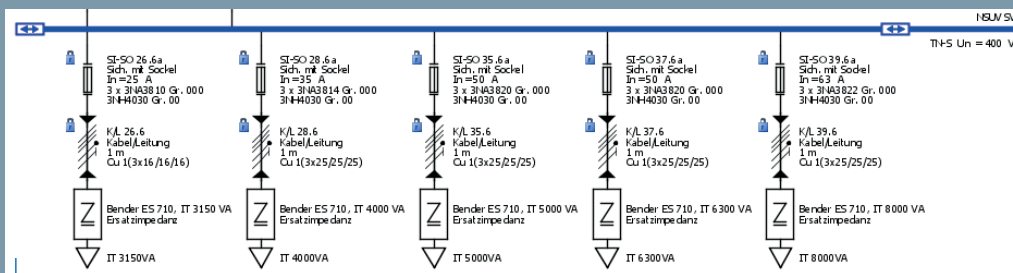 NSUV SV
TN-S Un = 400 V
SI-SO 26.6a
Sich. mit Sockel
In=25 A
3 x 3NA3810 Gr. 000
3NH4030 Gr. 00
K/L 26.6
Kabel/Leitung
1 m
Cu 1(3x16/16/16)
Bender ES 710, IT 3150 VA
Ersatzimpedanz
Z
IT 3150VA
SI-SO 28.6a
Sich. mit Sockel
In=35 A
3 x 3NA3814 Gr. 000
3NH4030 Gr. 00
K/L 28.6
Kabel/Leitung
1 m
Cu 1(3x25/25/25)
Bender ES 710, IT 4000 VA
Ersatzimpedanz
Z
IT 4000VA
SI-SO 35.6a
Sich. mit Sockel
In=50 A
3 x 3NA3820 Gr. 000
3NH4030 Gr. 00
K/L 35.6
Kabel/Leitung
1 m
Cu 1(3x25/25/25)
Bender ES 710, IT 5000 VA
Ersatzimpedanz
Z
IT 5000VA
SI-SO 37.6a
Sich. mit Sockel
In=50 A
3 x 3NA3820 Gr. 000
3NH4030 Gr. 00
K/L 37.6
Kabel/Leitung
1 m
Cu 1(3x25/25/25)
Bender ES 710, IT 6300 VA
Ersatzimpedanz
Z
IT 6300VA
SI-SO 39.6a
Sich. mit Sockel
In=63 A
3 x 3NA3822 Gr. 000
3NH4030 Gr. 00
K/L 39.6
Kabel/Leitung
1 m
Cu 1(3x25/25/25)
Bender ES 710, IT 8000 VA
Ersatzimpedanz
Z
IT 8000VA